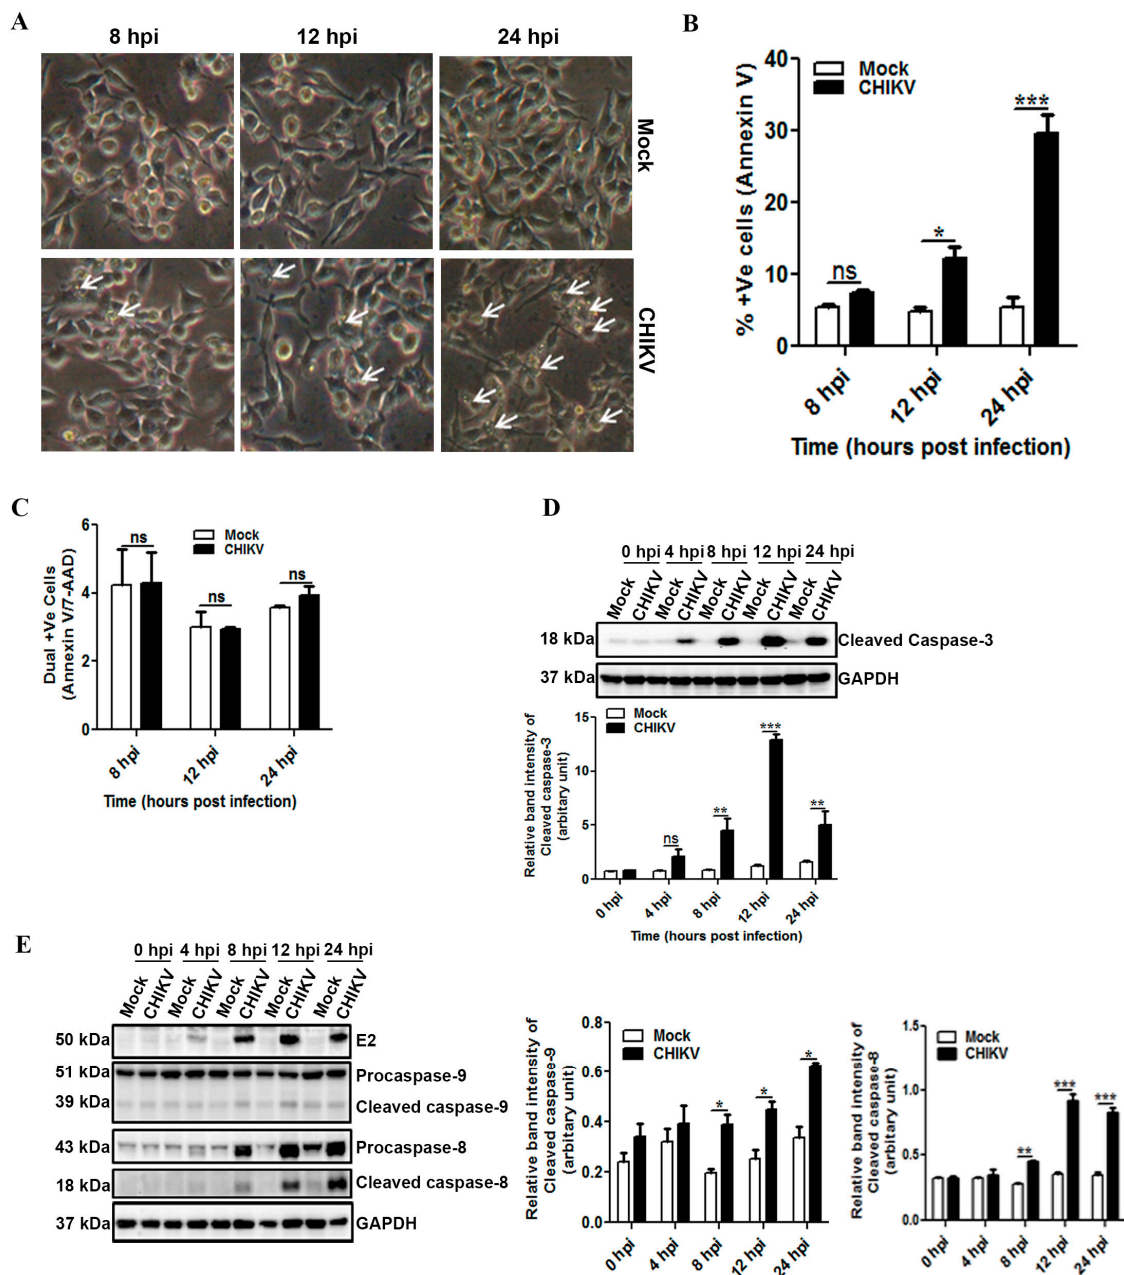 A
8 hpi 12 hpi 24 hpi
Mock
CHIKV
B
% +Ve cells (Annexin V)
40
30
20
10
0
Mock
CHIKV
ns
*
***
8 hpi 12 hpi 24 hpi
Time (hours post infection)
C
Dual +Ve Cells
(Annexin V/7-AAD)
6
4
2
0
Mock
CHIKV
ns
ns
ns
8 hpi 12 hpi 24 hpi
Time (hours post infection)
D
0 hpi 4 hpi 8 hpi 12 hpi 24 hpi
Mock CHIKV Mock CHIKV Mock CHIKV Mock CHIKV Mock CHIKV
18 kDa Cleaved Caspase-3
37 kDa GAPDH
Relative band intensity of
Cleaved caspase-3
(arbitary unit)
15
10
5
0
Mock
CHIKV
ns
**
***
**
0 hpi 4 hpi 8 hpi 12 hpi 24 hpi
Time (hours post infection)
E
0 hpi 4 hpi 8 hpi 12 hpi 24 hpi
Mock CHIKV Mock CHIKV Mock CHIKV Mock CHIKV Mock CHIKV
50 kDa E2
51 kDa Procaspase-9
39 kDa Cleaved caspase-9
43 kDa Procaspase-8
18 kDa Cleaved caspase-8
37 kDa GAPDH
Relative band intensity of
Cleaved caspase-9
(arbitary unit)
0.8
0.6
0.4
0.2
0.0
Mock
CHIKV
*
*
*
0 hpi 4 hpi 8 hpi 12 hpi 24 hpi
Relative band intensity of
Cleaved caspase-8
(arbitary unit)
1.5
1.0
0.5
0.0
Mock
CHIKV
**
***
***
0 hpi 4 hpi 8 hpi 12 hpi 24 hpi